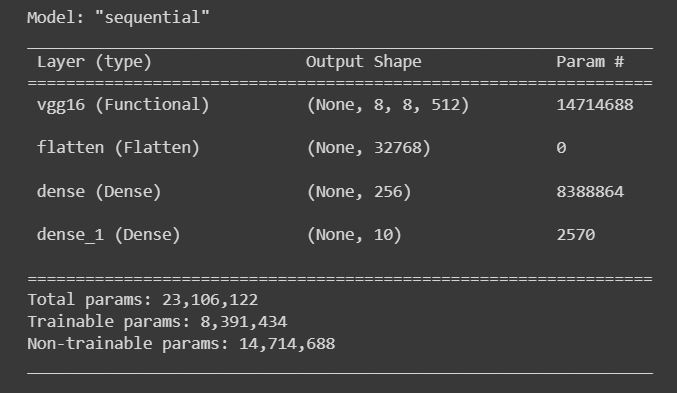 Model: "sequential"
Layer (type) Output Shape Param #
vgg16 (Functional) (None, 8, 8, 512) 14714688
flatten (Flatten) (None, 32768) 0
dense (Dense) (None, 256) 8388864
dense_1 (Dense) (None, 10) 2570
Total params: 23,106,122
Trainable params: 8,391,434
Non-trainable params: 14,714,688